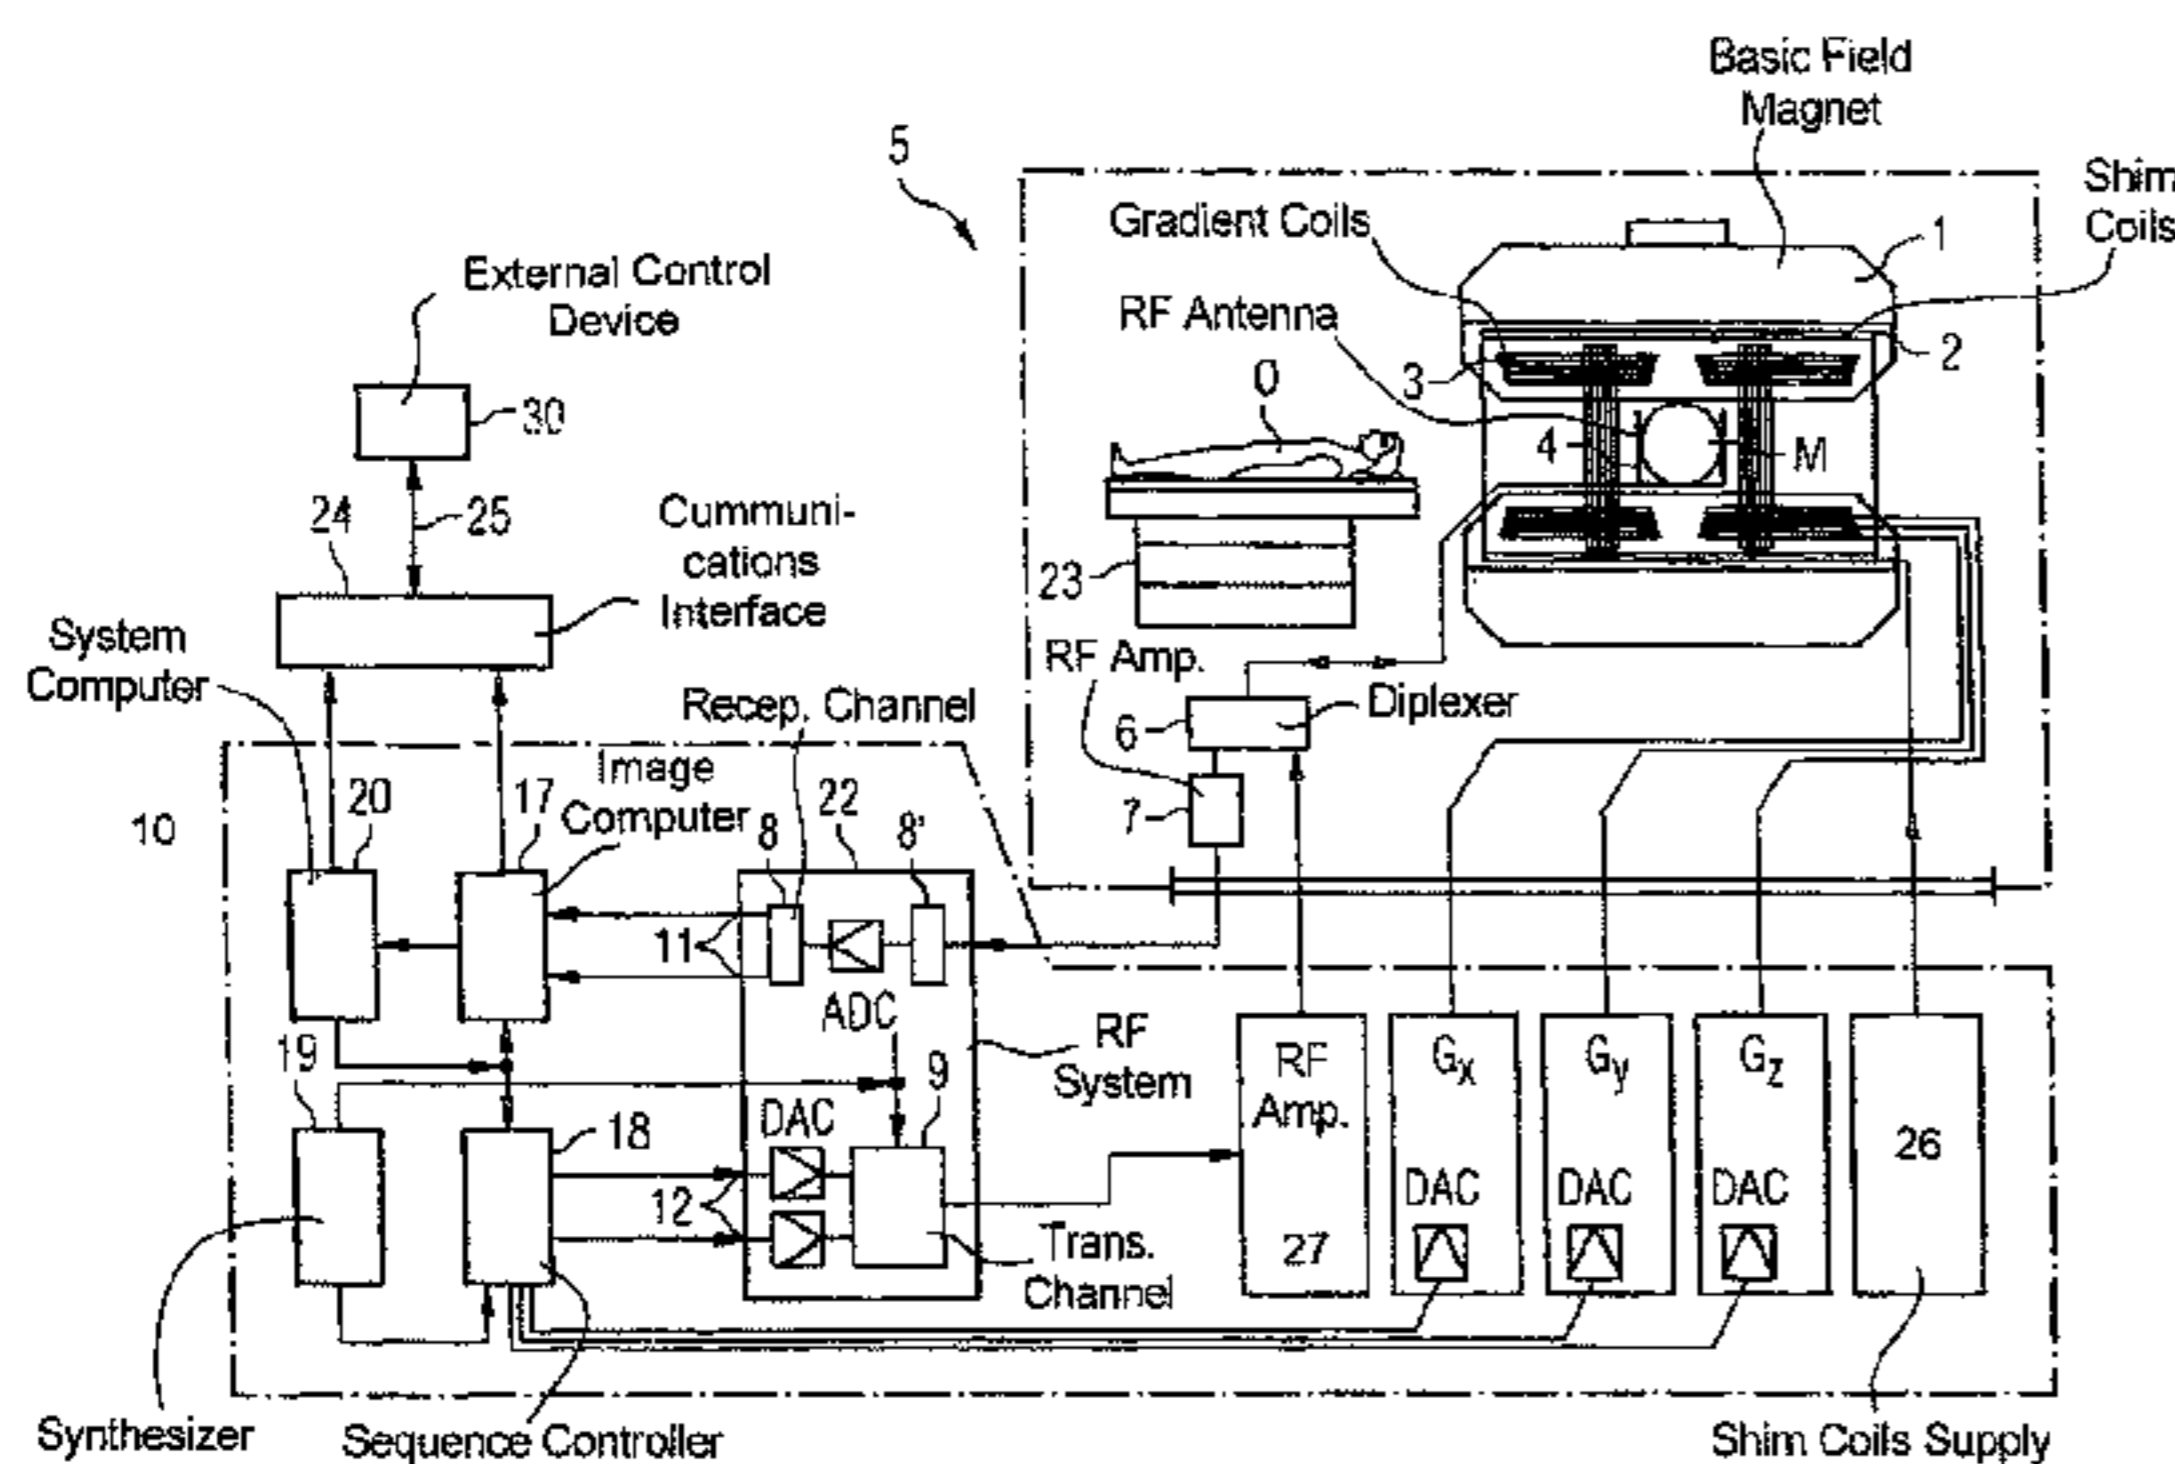 Basic Field
Magnet
Shim
Coils
5
Gradient Coils
1
External Control
Device
RF Antenna
2
3
O
30
4
M
24
25
Cummuni-
cations
Interface
23
System
Computer
RF Amp.
Recep. Channel
Diplexer
6
Image
Computer
10
20
17
22
8
8'
7
11
ADC
19
RF
System
9
RF
Amp.
Gx
Gy
Gz
DAC
18
26
12
DAC
DAC
DAC
27
Trans.
Channel
Synthesizer
Sequence Controller
Shim Coils Supply